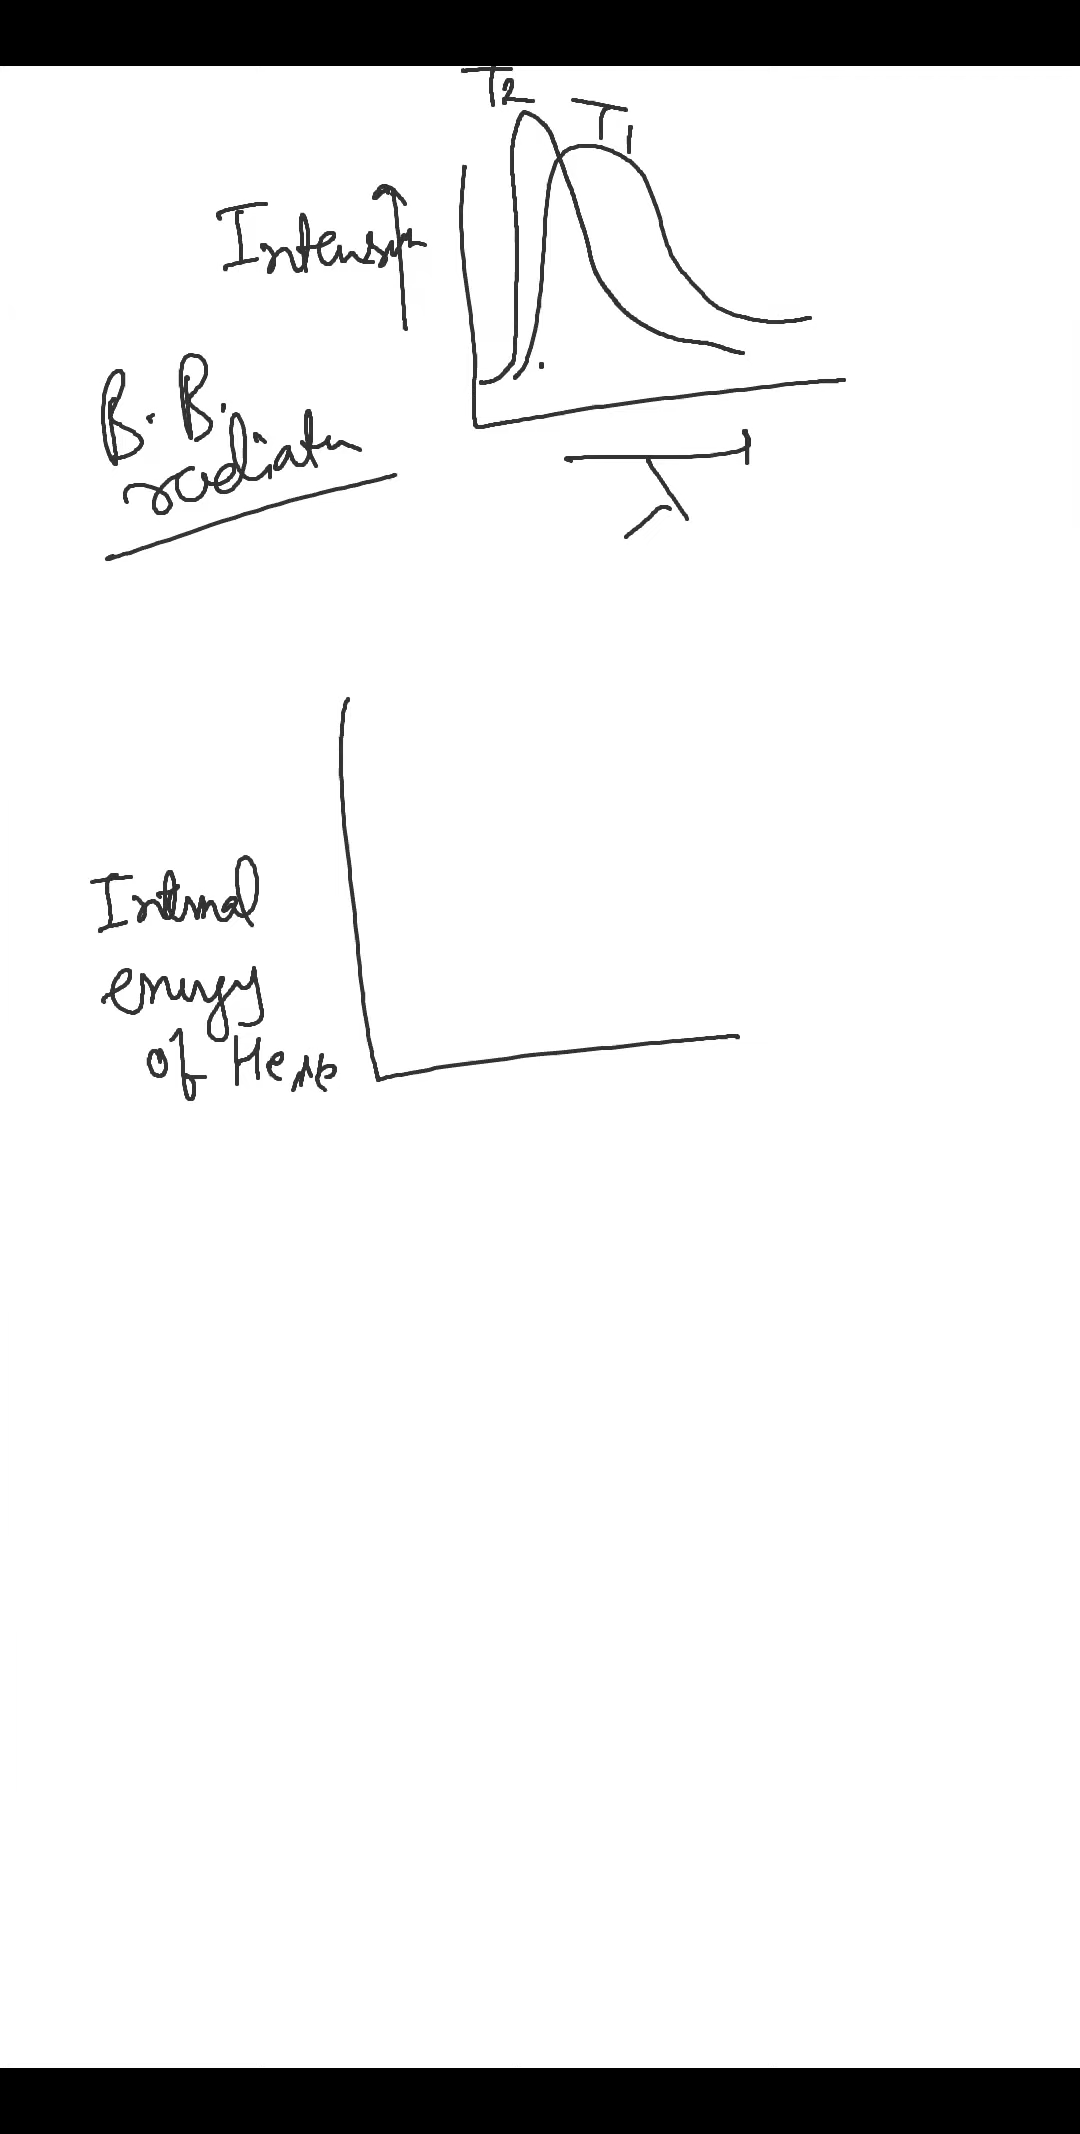 T2
T1
Intensity
B. B.
radiation
λ
Internal
energy
of He